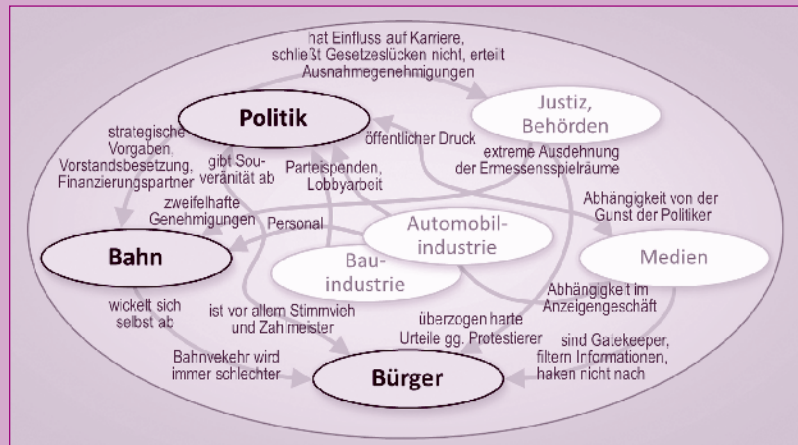 hat Einfluss auf Karriere,
schließt Gesetzeslücken nicht, erteilt
Ausnahmegenehmigungen
Politik
Justiz,
Behörden
strategische
Vorgaben,
Vorstandsbesetzung,
Finanzierungspartner
gibt Sou-
veränität ab
Parteispenden,
Lobbyarbeit
öffentlicher Druck
extreme Ausdehnung
der Ermessensspielräume
zweifelhafte
Genehmigungen
Personal
Abhängigkeit von der
Gunst der Politiker
Bahn
Automobil-
industrie
Bau-
industrie
Medien
wickelt sich
selbst ab
ist vor allem Stimmvieh
und Zahlmeister
Abhängigkeit im
Anzeigengeschäft
überzogen harte
Urteile gg. Protestierer
sind Gatekeeper,
filtern Informationen,
haken nicht nach
Bahnvekehr wird
immer schlechter
Bürger